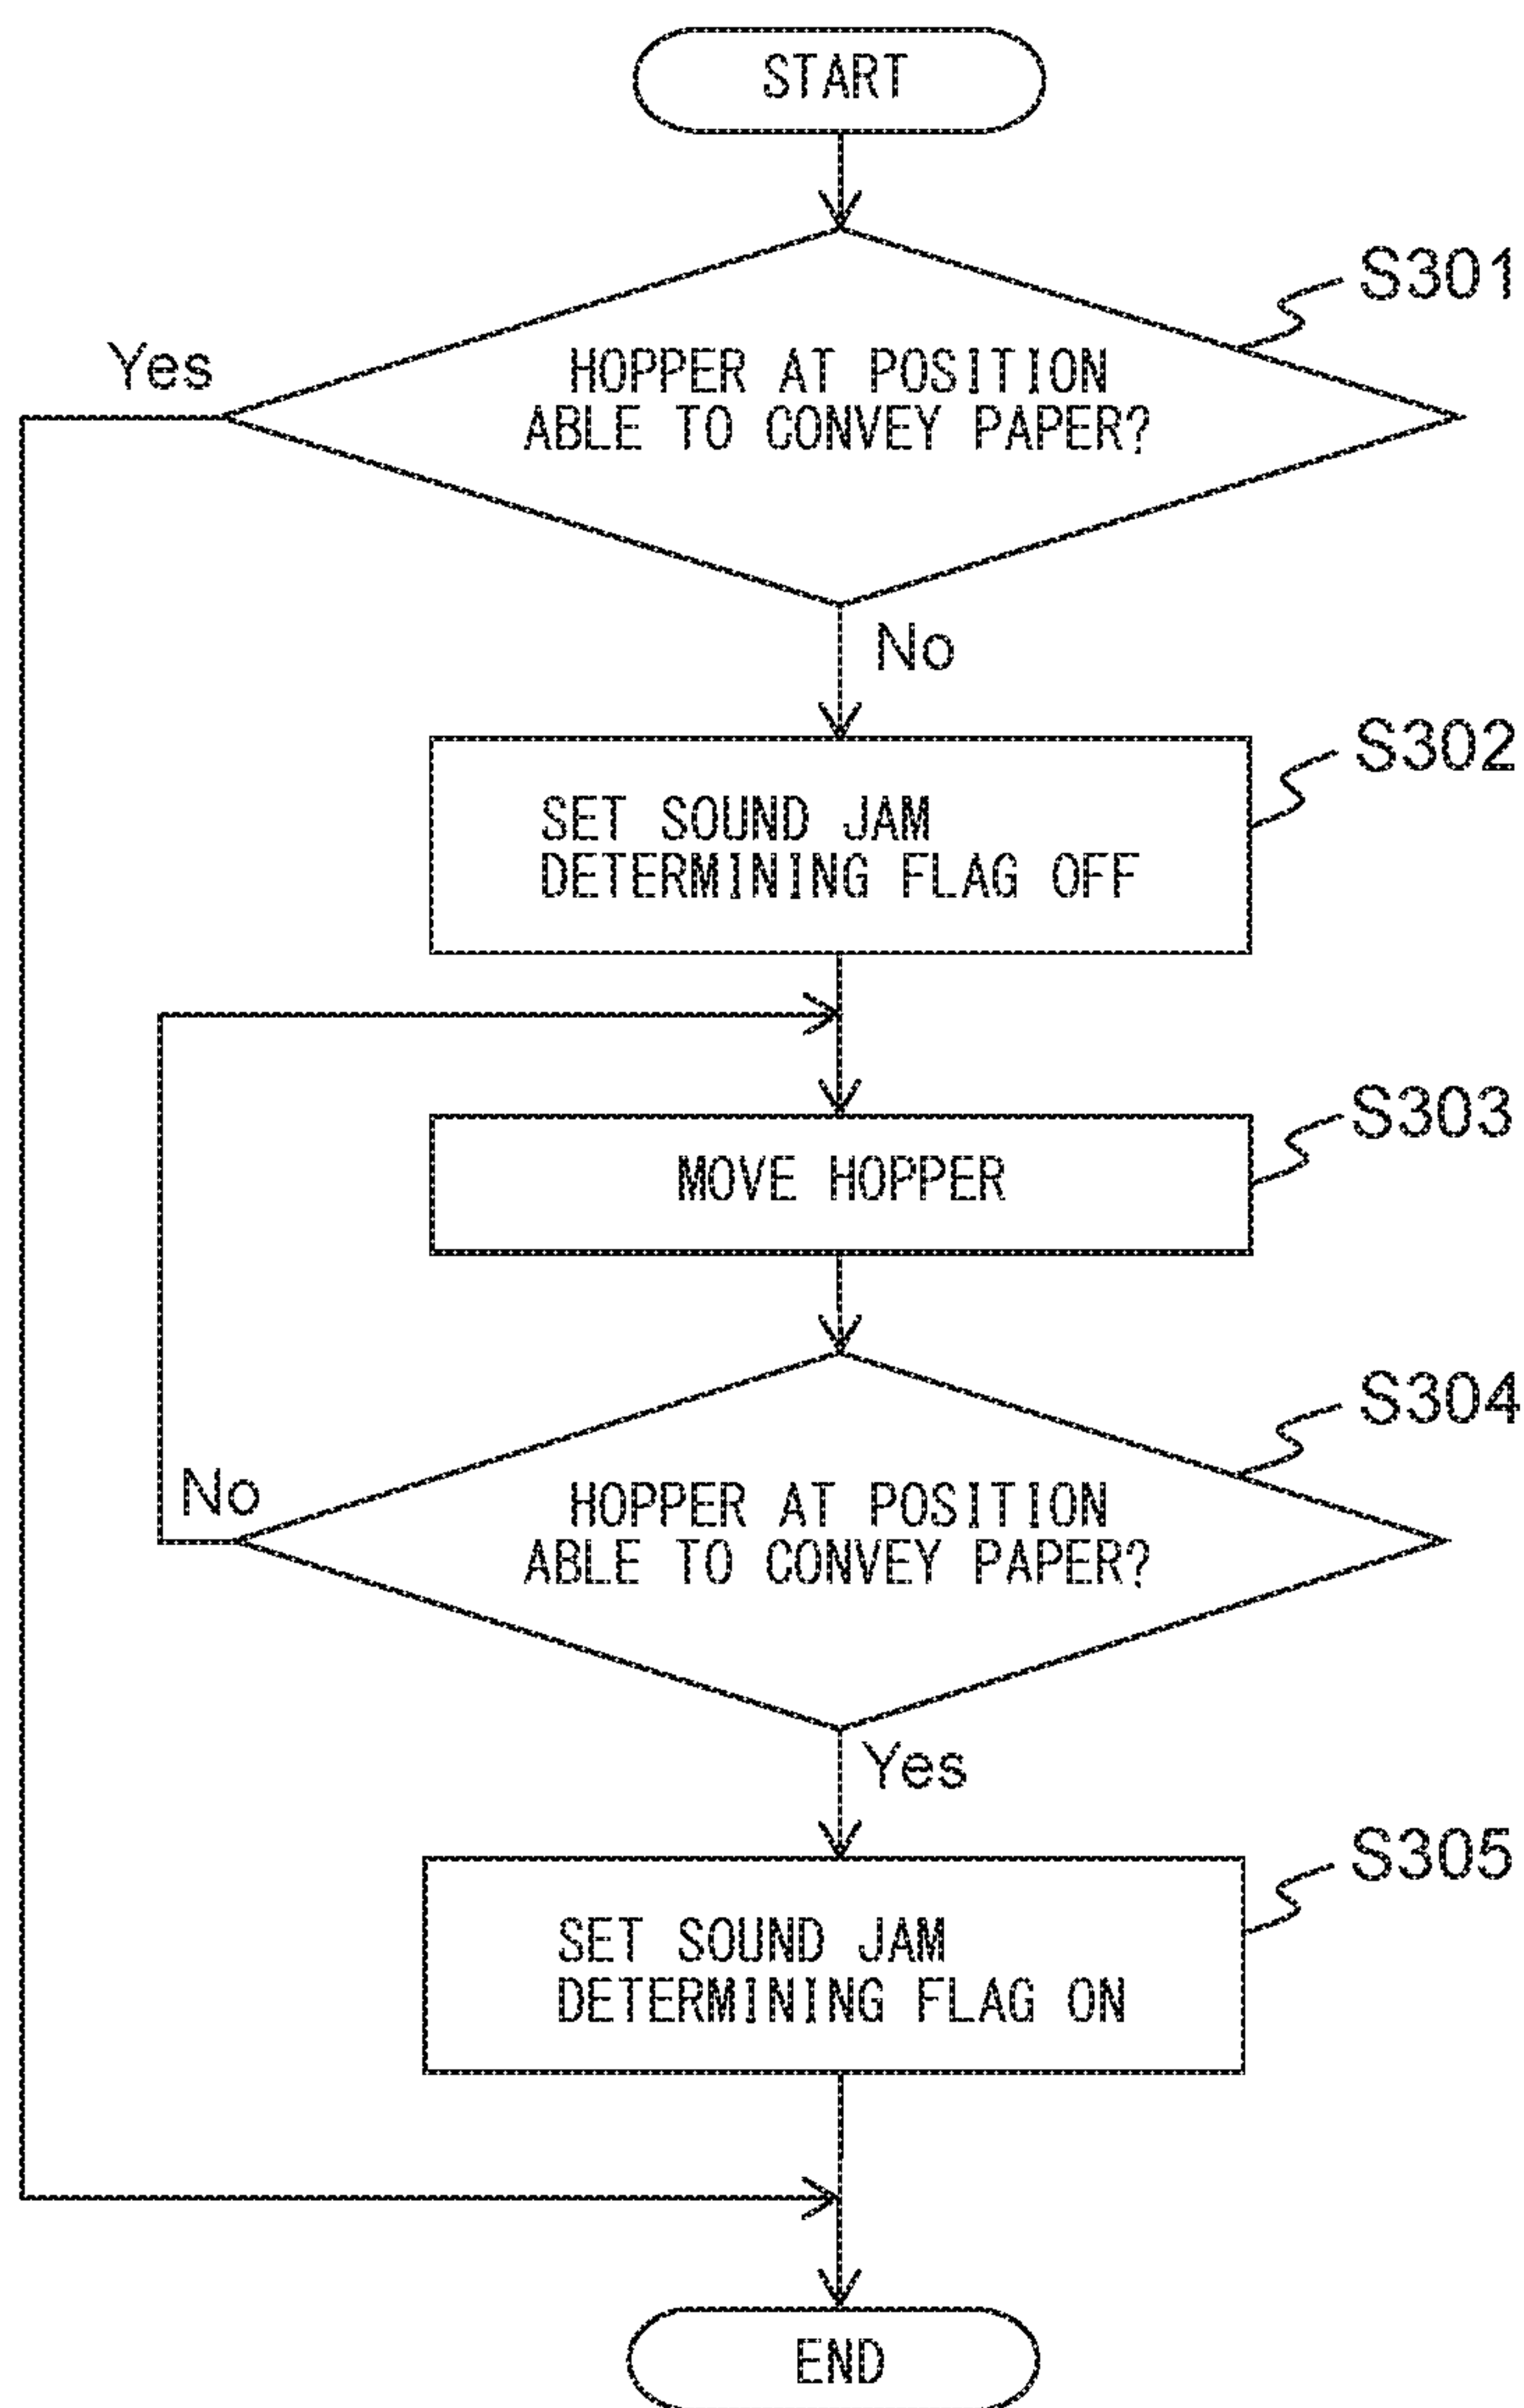 START
S301
Yes
HOPPER AT POSITION
ABLE TO CONVEY PAPER?
No
S302
SET SOUND JAM
DETERMINING FLAG OFF
S303
MOVE HOPPER
S304
No
HOPPER AT POSITION
ABLE TO CONVEY PAPER?
Yes
S305
SET SOUND JAM
DETERMINING FLAG ON
END